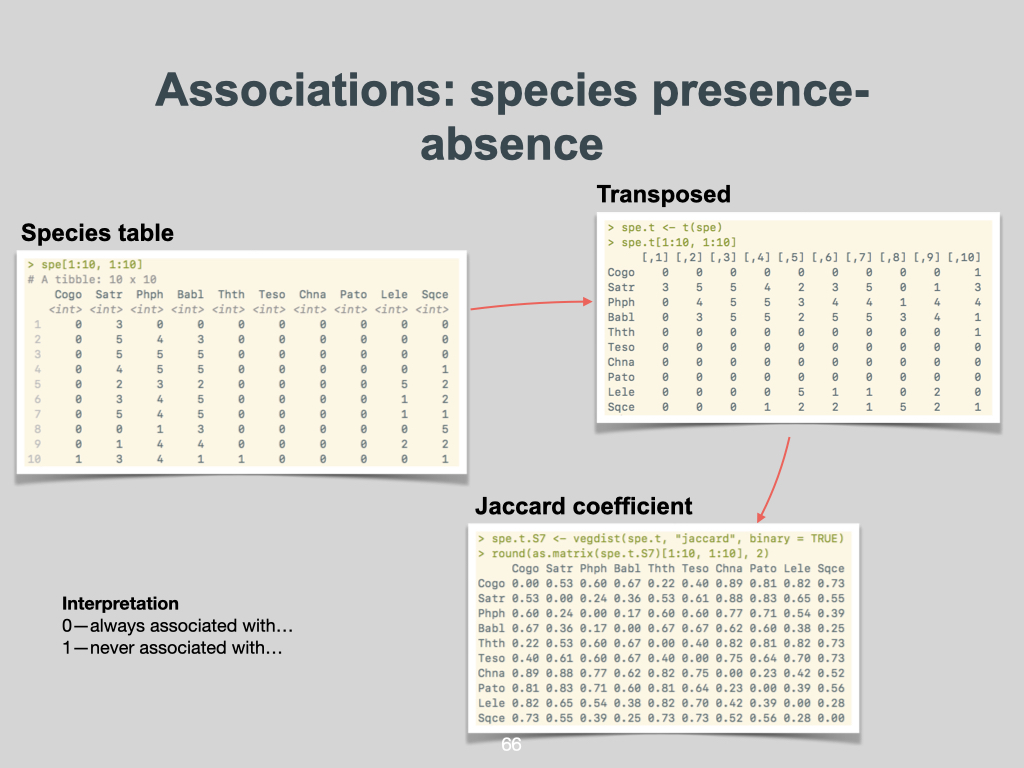 Associations: species presence-
absence
Species table
> spe[1:10, 1:10]
# A tibble: 10 x 10
Cogo Satr Phph Babl Thth Teso Chna Pato Lele Sqce
<int> <int> <int> <int> <int> <int> <int> <int> <int> <int>
1 0 3 0 0 0 0 0 0 0 0
2 0 5 4 3 0 0 0 0 0 0
3 0 5 5 5 0 0 0 0 0 0
4 0 4 5 5 0 0 0 0 0 1
5 0 2 3 2 0 0 0 0 5 2
6 0 3 4 5 0 0 0 0 1 2
7 0 5 4 5 0 0 0 0 1 1
8 0 0 1 3 0 0 0 0 0 5
9 0 1 4 4 0 0 0 0 2 2
10 1 3 4 1 1 0 0 0 0 1
Transposed
> spe.t <- t(spe)
> spe.t[1:10, 1:10]
[,1] [,2] [,3] [,4] [,5] [,6] [,7] [,8] [,9] [,10]
Cogo 0 0 0 0 0 0 0 0 0 1
Satr 3 5 5 4 2 3 5 0 1 3
Phph 0 4 5 5 3 4 4 1 4 4
Babl 0 3 5 5 2 5 5 3 4 1
Thth 0 0 0 0 0 0 0 0 0 1
Teso 0 0 0 0 0 0 0 0 0 0
Chna 0 0 0 0 0 0 0 0 0 0
Pato 0 0 0 0 0 0 0 0 0 0
Lele 0 0 0 0 5 1 1 0 2 0
Sqce 0 0 0 1 2 2 1 5 2 1
Jaccard coefficient
> spe.t.S7 <- vegdist(spe.t, "jaccard", binary = TRUE)
> round(as.matrix(spe.t.S7)[1:10, 1:10], 2)
Cogo Satr Phph Babl Thth Teso Chna Pato Lele Sqce
Cogo 0.00 0.53 0.60 0.67 0.22 0.40 0.89 0.81 0.82 0.73
Satr 0.53 0.00 0.24 0.36 0.53 0.61 0.88 0.83 0.65 0.55
Phph 0.60 0.24 0.00 0.17 0.60 0.60 0.77 0.71 0.54 0.39
Babl 0.67 0.36 0.17 0.00 0.67 0.67 0.62 0.60 0.38 0.25
Thth 0.22 0.53 0.60 0.67 0.00 0.40 0.82 0.81 0.82 0.73
Teso 0.40 0.61 0.60 0.67 0.40 0.00 0.75 0.64 0.70 0.73
Chna 0.89 0.88 0.77 0.62 0.82 0.75 0.00 0.23 0.42 0.52
Pato 0.81 0.83 0.71 0.60 0.81 0.64 0.23 0.00 0.39 0.56
Lele 0.82 0.65 0.54 0.38 0.82 0.70 0.42 0.39 0.00 0.28
Sqce 0.73 0.55 0.39 0.25 0.73 0.73 0.52 0.56 0.28 0.00
Interpretation
0—always associated with…
1—never associated with…
66